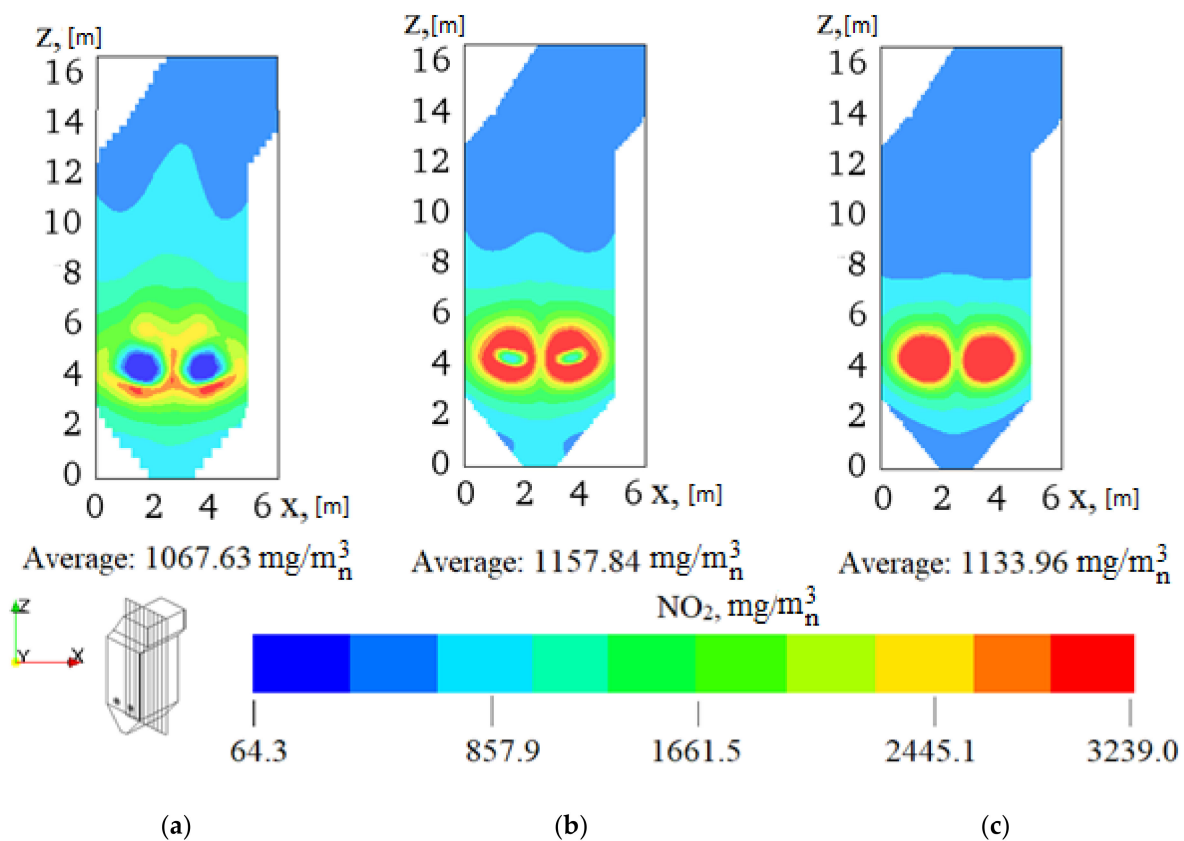 Z, [m]
16
14
12
10
8
6
4
2
0
0 2 4 6 X, [m]
Average: 1067.63 mg/m³ₙ
Z, [m]
16
14
12
10
8
6
4
2
0
0 2 4 6 X, [m]
Average: 1157.84 mg/m³ₙ
Z, [m]
16
14
12
10
8
6
4
2
0
0 2 4 6 X, [m]
Average: 1133.96 mg/m³ₙ
Z
Y X
NO₂, mg/m³ₙ
64.3 857.9 1661.5 2445.1 3239.0
(a) (b) (c)